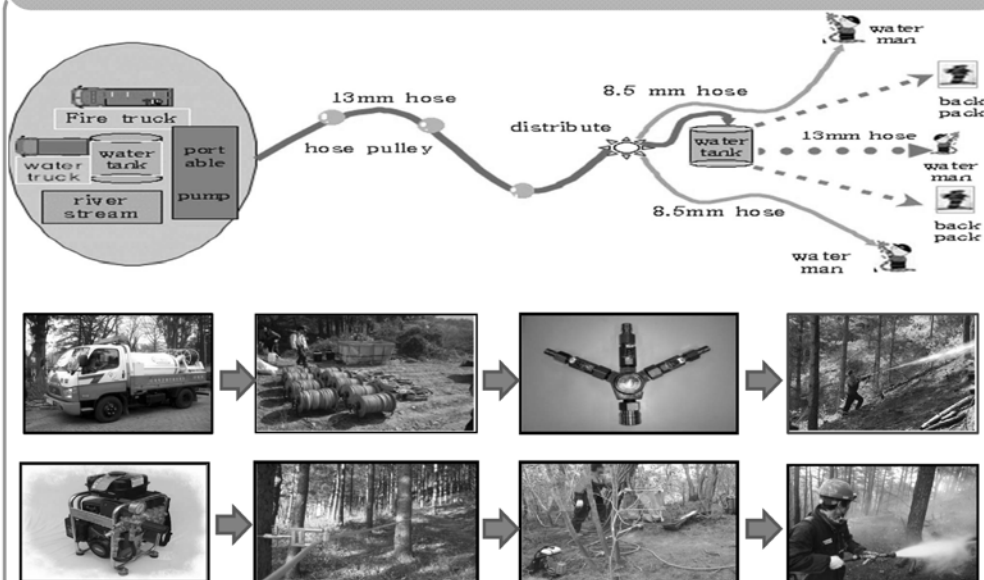 Fire truck
water
truck
water
tank
port
able
pump
river
stream
13mm hose
hose pulley
distribute
8.5 mm hose
water
tank
8.5mm hose
water
man
back
pack
13mm hose
water
man
back
pack
water
man